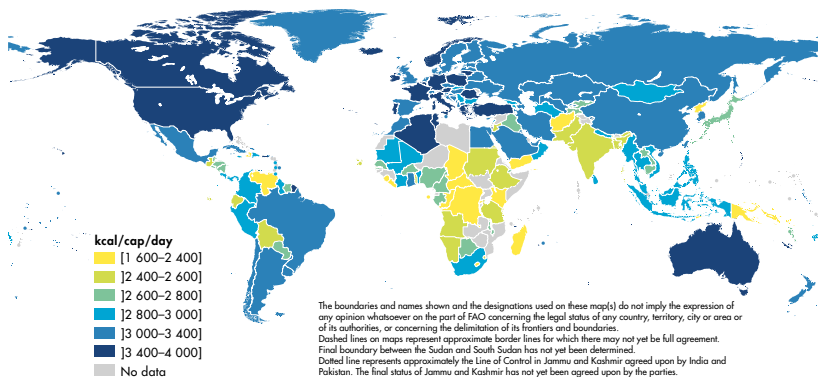 kcal/cap/day
]1 600–2 400]
]2 400–2 600]
]2 600–2 800]
]2 800–3 000]
]3 000–3 400]
]3 400–4 000]
No data
The boundaries and names shown and the designations used on these map(s) do not imply the expression of
any opinion whatsoever on the part of FAO concerning the legal status of any country, territory, city or area or
of its authorities, or concerning the delimitation of its frontiers and boundaries.
Dashed lines on maps represent approximate border lines for which there may not yet be full agreement.
Final boundary between the Sudan and South Sudan has not yet been determined.
Dotted line represents approximately the Line of Control in Jammu and Kashmir agreed upon by India and
Pakistan. The final status of Jammu and Kashmir has not yet been agreed upon by the parties.